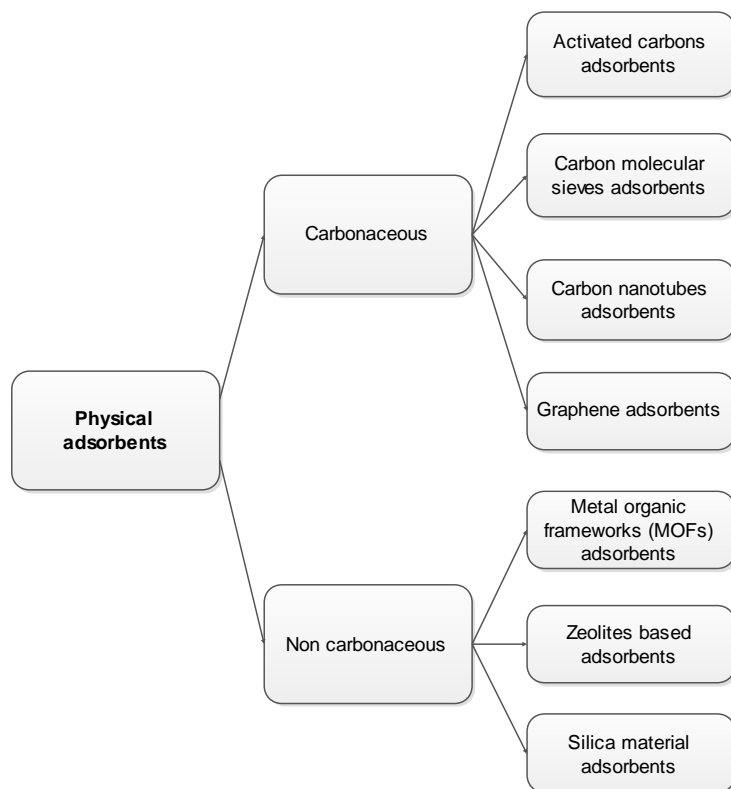 Activated carbons
adsorbents
Carbon molecular
sieves adsorbents
Carbonaceous
Carbon nanotubes
adsorbents
Graphene adsorbents
Physical
adsorbents
Metal organic
frameworks (MOFs)
adsorbents
Non carbonaceous
Zeolites based
adsorbents
Silica material
adsorbents